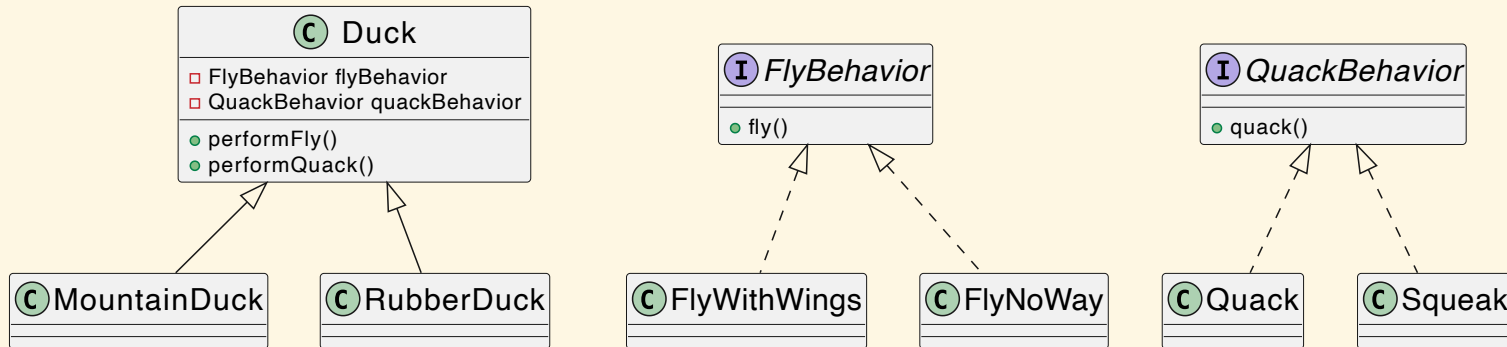 C Duck
FlyBehavior flyBehavior
QuackBehavior quackBehavior
performFly()
performQuack()
I FlyBehavior
fly()
I QuackBehavior
quack()
C MountainDuck
C RubberDuck
C FlyWithWings
C FlyNoWay
C Quack
C Squeak